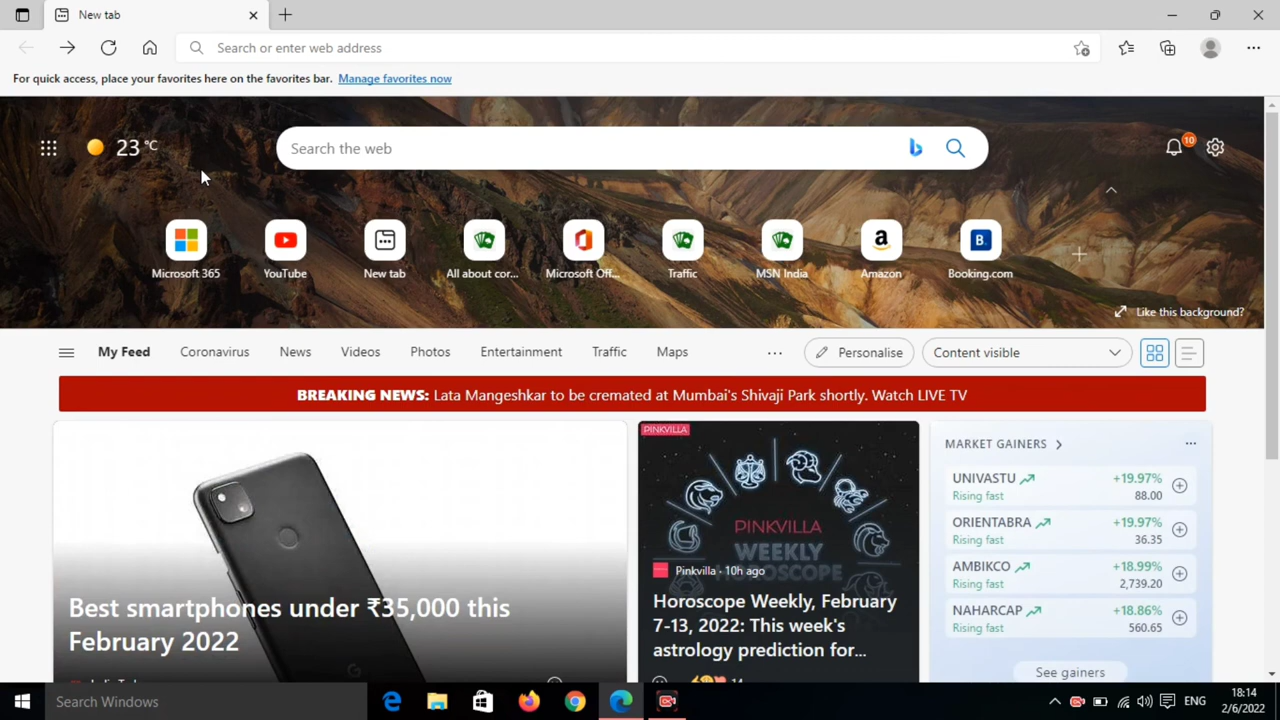 New tab
Search or enter web address
For quick access, place your favorites here on the favorites bar. Manage favorites now
23 °C
Search the web
10
Microsoft 365
YouTube
New tab
All about cor...
Microsoft Off...
Traffic
MSN India
Amazon
Booking.com
Like this background?
My Feed
Coronavirus
News
Videos
Photos
Entertainment
Traffic
Maps
Personalise
Content visible
BREAKING NEWS: Lata Mangeshkar to be cremated at Mumbai's Shivaji Park shortly. Watch LIVE TV
Best smartphones under ₹35,000 this
February 2022
PINKVILLA
PINKVILLA
WEEKLY
HOROSCOPE
Pinkvilla · 10h ago
Horoscope Weekly, February
7-13, 2022: This week's
astrology prediction for...
14
MARKET GAINERS
UNIVASTU +19.97%
Rising fast 88.00
ORIENTABRA +19.97%
Rising fast 36.35
AMBIKCO +18.99%
Rising fast 2,739.20
NAHARCAP +18.86%
Rising fast 560.65
See gainers
Search Windows
ENG
18:14
2/6/2022